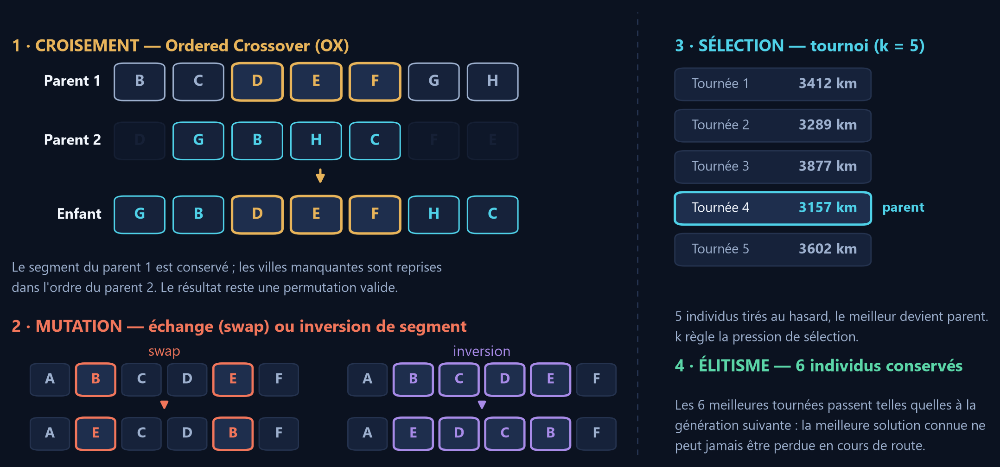 1 · CROISEMENT — Ordered Crossover (OX)
Parent 1 B C D E F G H
Parent 2 D G B H C F E
Enfant G B D E F H C
Le segment du parent 1 est conservé ; les villes manquantes sont reprises
dans l'ordre du parent 2. Le résultat reste une permutation valide.
2 · MUTATION — échange (swap) ou inversion de segment
swap
A B C D E F
A E C D B F
inversion
A B C D E F
A E D C B F
3 · SÉLECTION — tournoi (k = 5)
Tournée 1 3412 km
Tournée 2 3289 km
Tournée 3 3877 km
Tournée 4 3157 km parent
Tournée 5 3602 km
5 individus tirés au hasard, le meilleur devient parent.
k règle la pression de sélection.
4 · ÉLITISME — 6 individus conservés
Les 6 meilleures tournées passent telles quelles à la
génération suivante : la meilleure solution connue ne
peut jamais être perdue en cours de route.